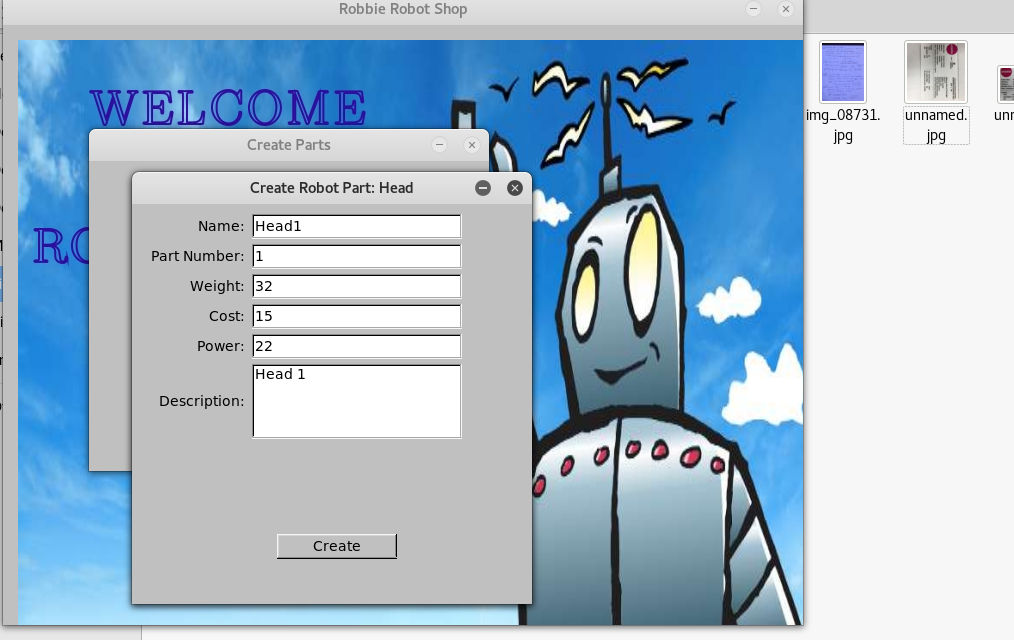 Robbie Robot Shop
WELCOME
Create Parts
Create Robot Part: Head
Name: Head1
Part Number: 1
Weight: 32
Cost: 15
Power: 22
Description: Head 1
Create
RO
img_08731.
jpg
unnamed.
jpg
unn